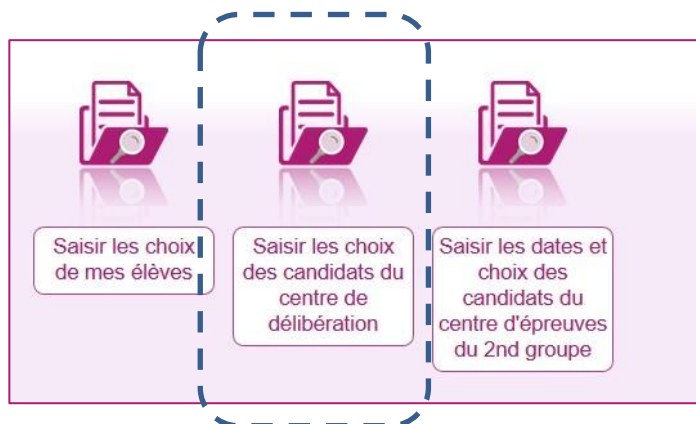 Saisir les choix
de mes élèves
Saisir les choix
des candidats du
centre de
délibération
Saisir les dates et
choix des
candidats du
centre d'épreuves
du 2nd groupe